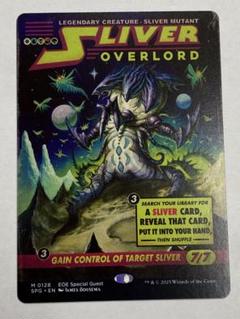 LEGENDARY CREATURE - SLIVER MUTANT
SLIVER
OVERLORD
3
SEARCH YOUR LIBRARY FOR
A SLIVER CARD,
REVEAL THAT CARD,
PUT IT INTO YOUR HAND,
THEN SHUFFLE
3
GAIN CONTROL OF TARGET SLIVER
7/7
M 0128 EOE Special Guest
SPG • EN JAMES BOUSEMA
™ & © 2025 Wizards of the Coast